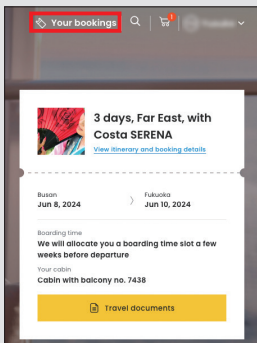 Your bookings
1
3 days, Far East, with
Costa SERENA
View itinerary and booking details
Busan
Jun 8, 2024
Fukuoka
Jun 10, 2024
Boarding time
We will allocate you a boarding time slot a few
weeks before departure
Your cabin
Cabin with balcony no. 7438
Travel documents